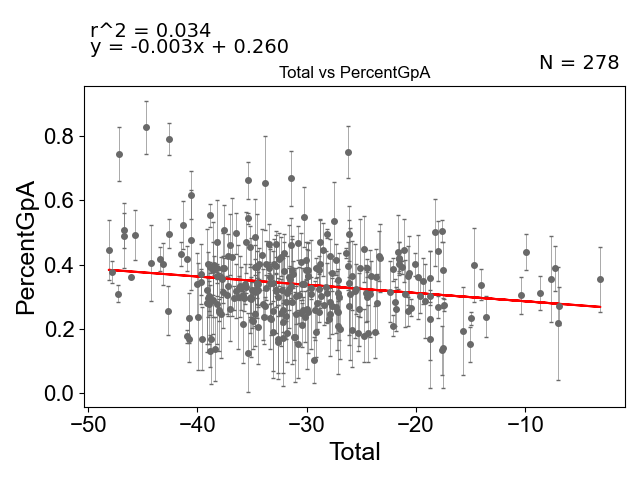 r^2 = 0.034
y = -0.003x + 0.260
N = 278
Total vs PercentGpA
PercentGpA
0.8
0.6
0.4
0.2
0.0
−50 −40 −30 −20 −10
Total